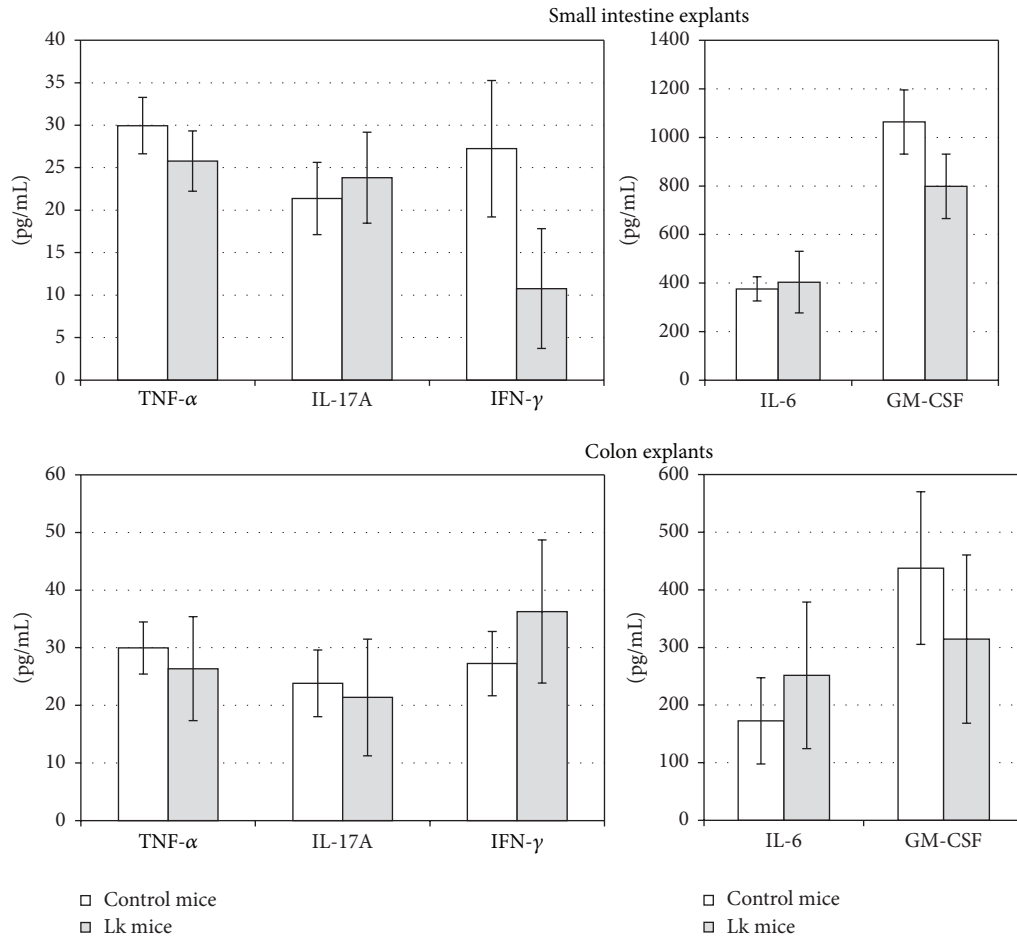 Small intestine explants
40
35
30
25
20
15
10
5
0
(pg/mL)
TNF-α IL-17A IFN-γ
1400
1200
1000
800
600
400
200
0
(pg/mL)
IL-6 GM-CSF
Colon explants
60
50
40
30
20
10
0
(pg/mL)
TNF-α IL-17A IFN-γ
Control mice
Lk mice
600
500
400
300
200
100
0
(pg/mL)
IL-6 GM-CSF
Control mice
Lk mice